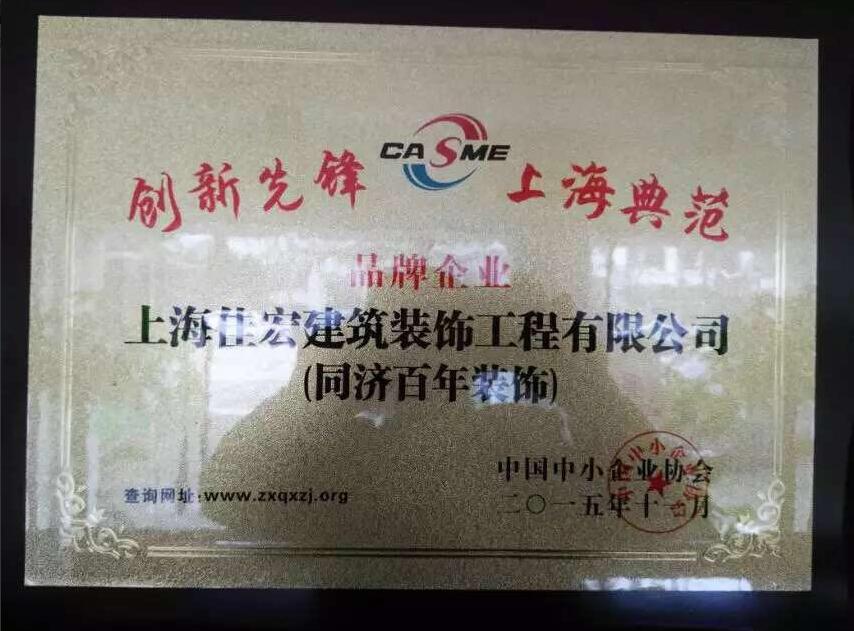 CASME
创新先锋 上海典范
品牌企业
上海佳宏建筑装饰工程有限公司
(同济百年装饰)
中国中小企业协会
查询网址:www.zxqxzj.org
二〇一五年十一月